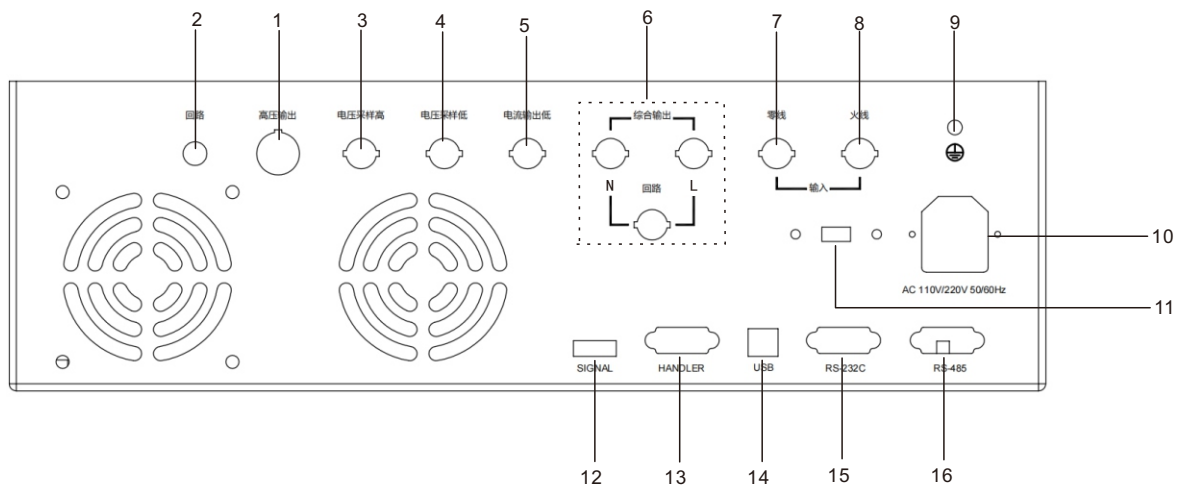 2 1 3 4 5 6 7 8 9
回路 高压输出 电压采样高 电压采样低 电流输出低 综合输出 零线 火线
N 回路 L
输入
10
AC 110V/220V 50/60Hz
11
SIGNAL HANDLER USB RS-232C RS-485
12 13 14 15 16